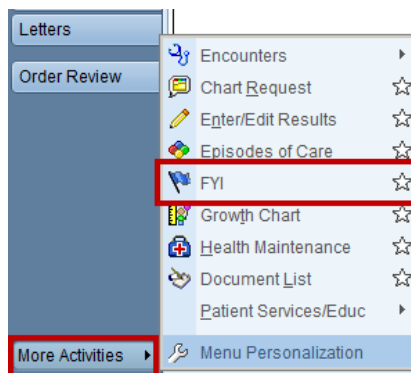 Letters
Order Review
More Activities
Encounters
Chart Request
Enter/Edit Results
Episodes of Care
FYI
Growth Chart
Health Maintenance
Document List
Patient Services/Educ
Menu Personalization